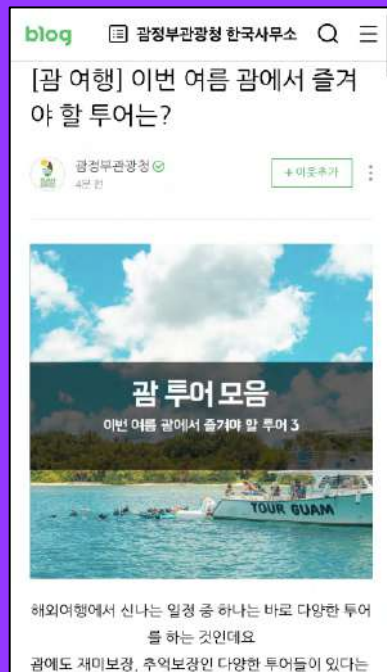 blog 괌정부관광청 한국사무소
[괌 여행] 이번 여름 괌에서 즐겨
야 할 투어는?
괌정부관광청
4분 전
+이웃추가
괌 투어 모음
이번 여름 괌에서 즐겨야 할 투어 3
TOUR GUAM
해외여행에서 신나는 일정 중 하나는 바로 다양한 투어
를 하는 것인데요
괌에도 재미보장, 추억보장인 다양한 투어들이 있다는